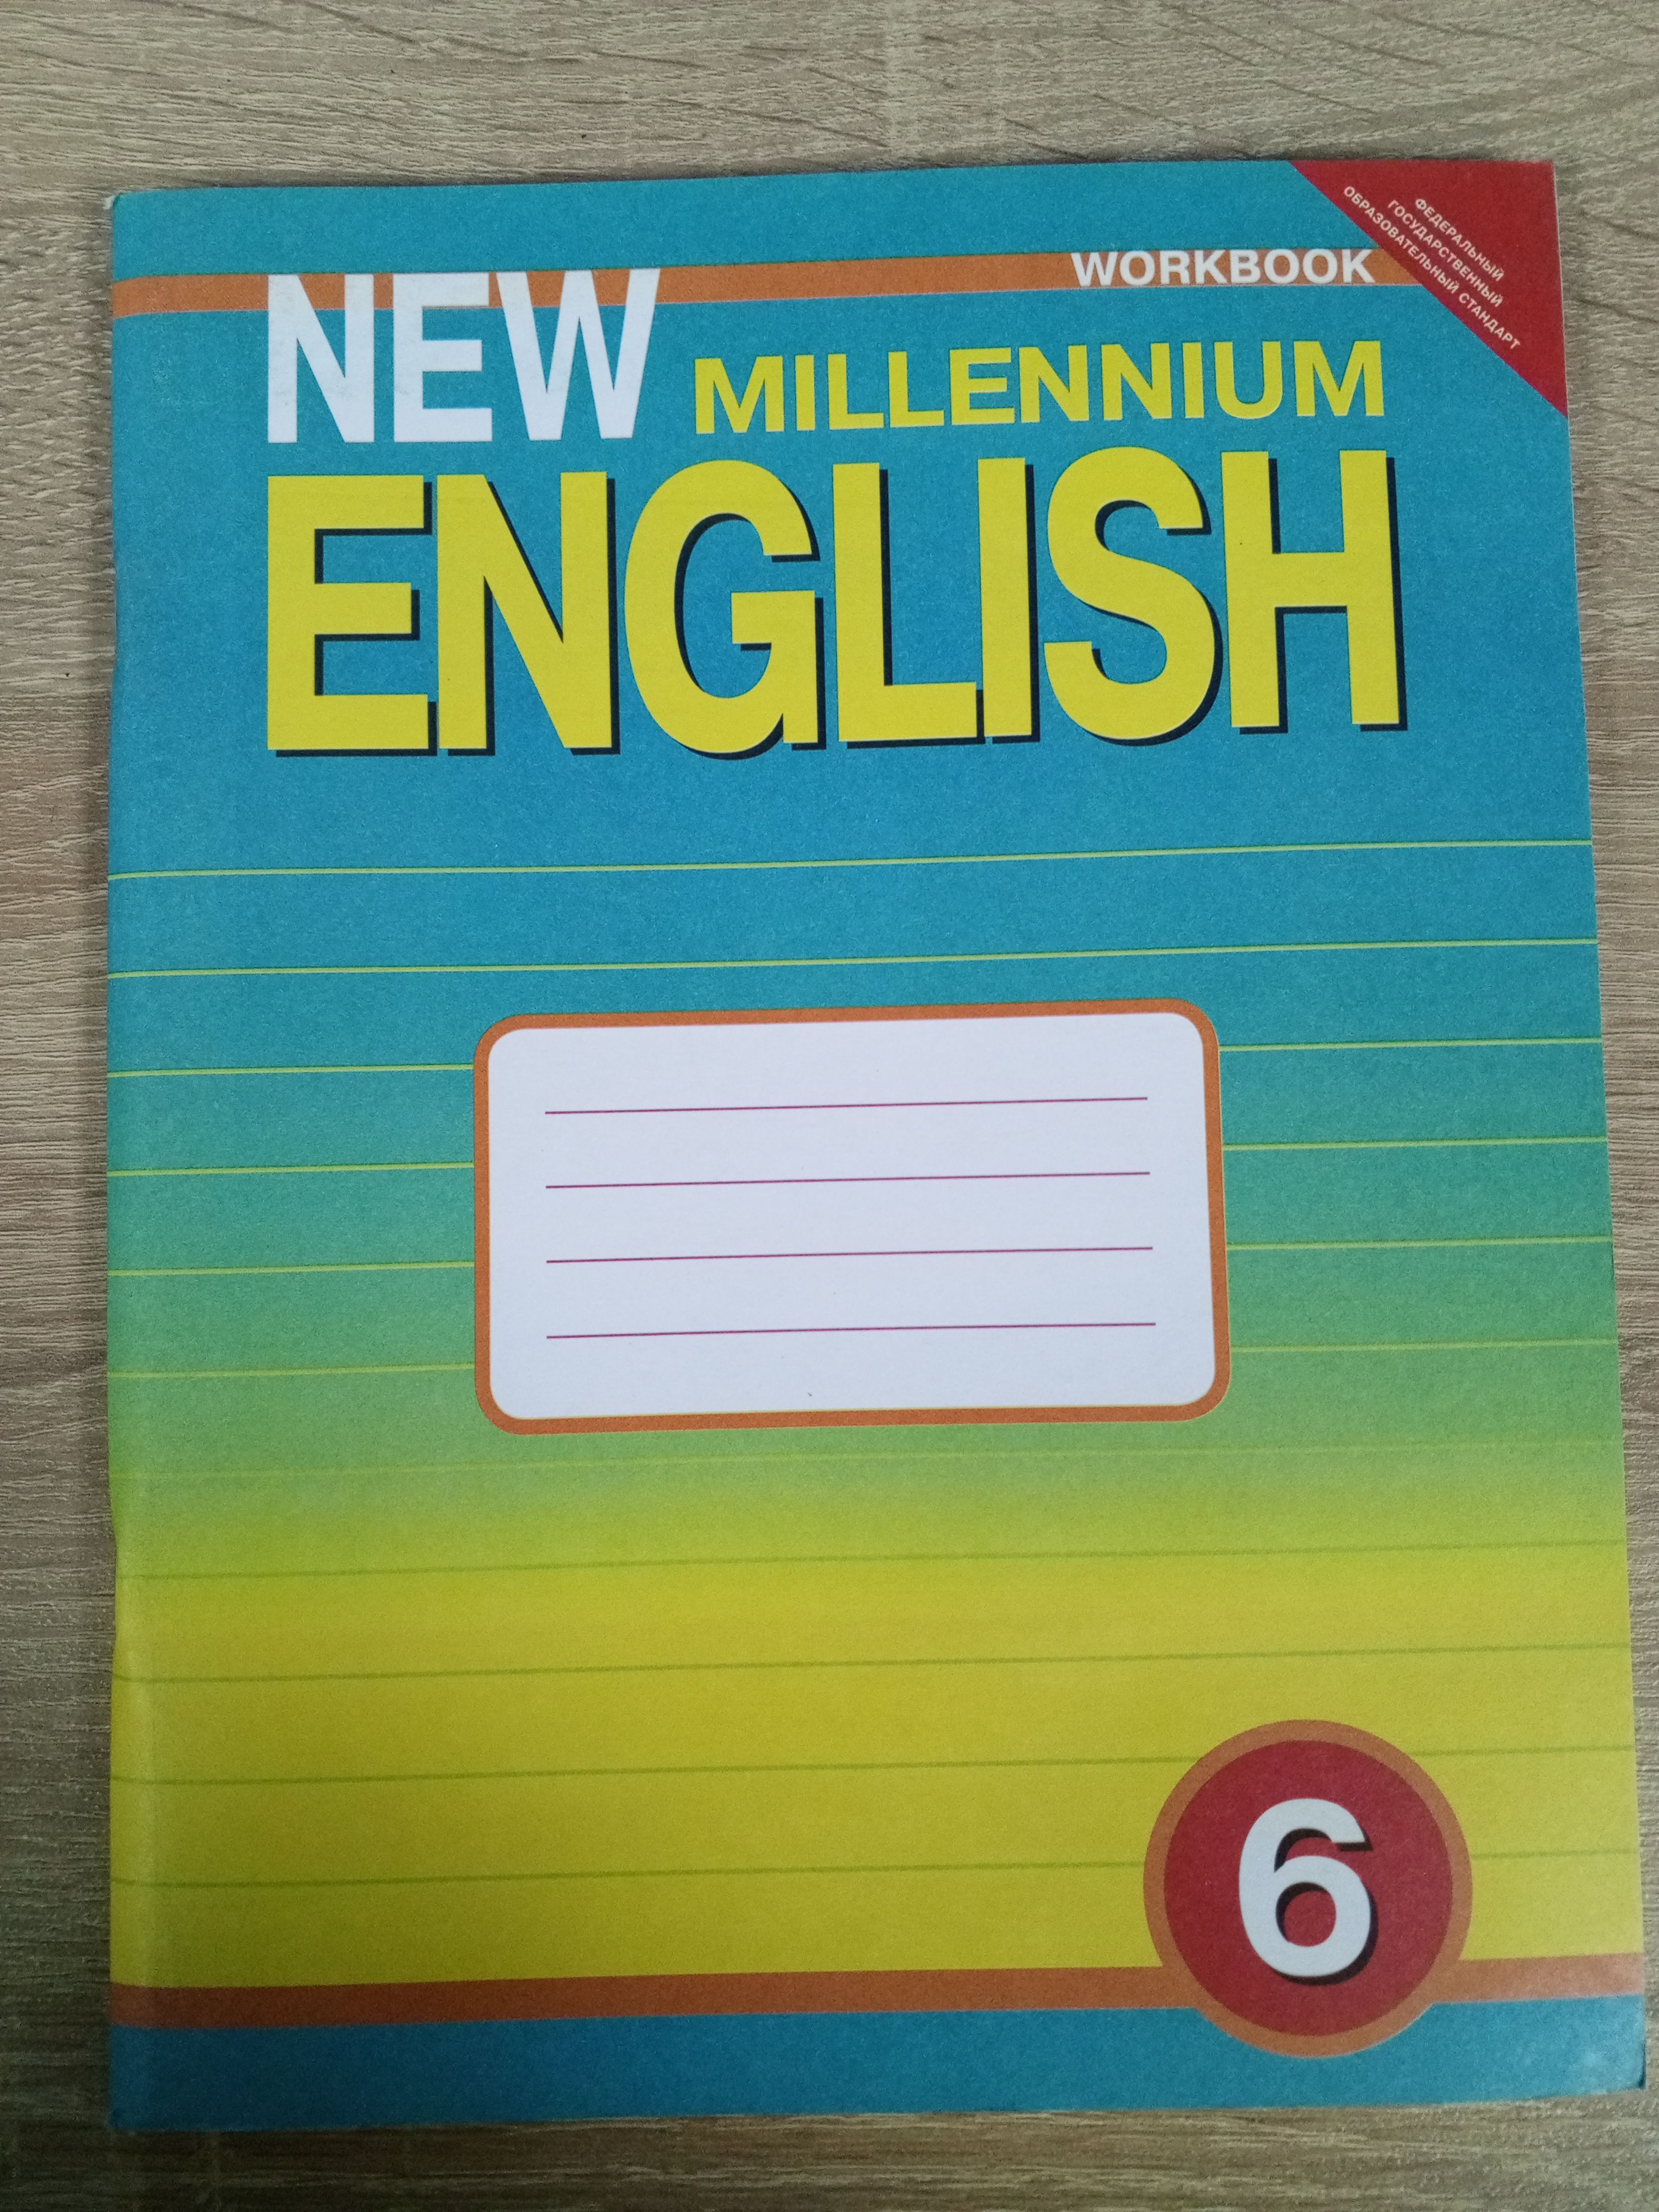 ФЕДЕРАЛЬНЫЙ
ГОСУДАРСТВЕННЫЙ
ОБРАЗОВАТЕЛЬНЫЙ СТАНДАРТ
WORKBOOK
NEW MILLENNIUM
ENGLISH
6